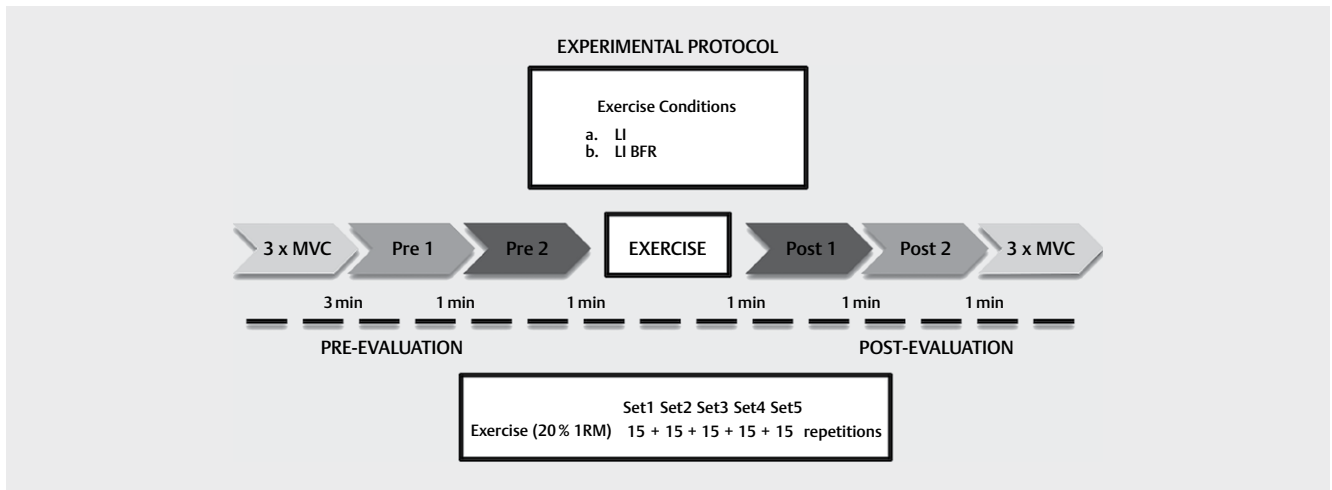 EXPERIMENTAL PROTOCOL
Exercise Conditions
a. LI
b. LI BFR
3 x MVC Pre 1 Pre 2 EXERCISE Post 1 Post 2 3 x MVC
3 min 1 min 1 min 1 min 1 min 1 min
PRE-EVALUATION POST-EVALUATION
Set1 Set2 Set3 Set4 Set5
Exercise (20 % 1RM) 15 + 15 + 15 + 15 + 15 repetitions